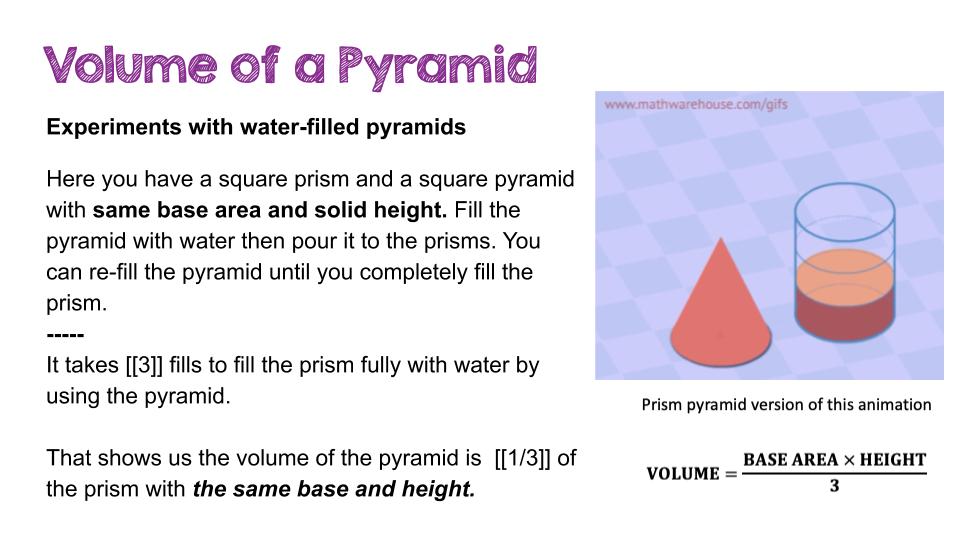 Volume of a Pyramid
Experiments with water-filled pyramids
Here you have a square prism and a square pyramid
with same base area and solid height. Fill the
pyramid with water then pour it to the prisms. You
can re-fill the pyramid until you completely fill the
prism.
-----
It takes [[3]] fills to fill the prism fully with water by
using the pyramid.
That shows us the volume of the pyramid is  [[1/3]] of
the prism with the same base and height.
www.mathwarehouse.com/gifs
Prism pyramid version of this animation
VOLUME = BASE AREA × HEIGHT
3